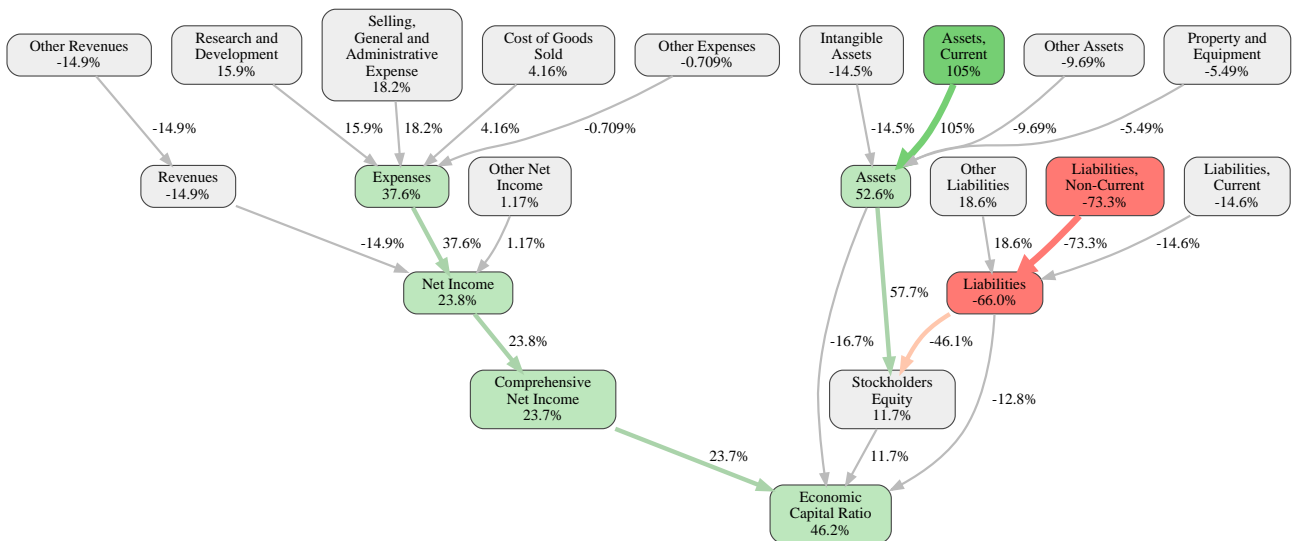 Other Revenues
-14.9%
Research and
Development
15.9%
Selling,
General and
Administrative
Expense
18.2%
Cost of Goods
Sold
4.16%
Other Expenses
-0.709%
Intangible
Assets
-14.5%
Assets,
Current
105%
Other Assets
-9.69%
Property and
Equipment
-5.49%
-14.9%
15.9%
18.2%
4.16%
-0.709%
-14.5%
105%
-9.69%
-5.49%
Revenues
-14.9%
Expenses
37.6%
Other Net
Income
1.17%
Assets
52.6%
Other
Liabilities
18.6%
Liabilities,
Non-Current
-73.3%
Liabilities,
Current
-14.6%
-14.9%
37.6%
1.17%
18.6%
-73.3%
-14.6%
Net Income
23.8%
57.7%
Liabilities
-66.0%
23.8%
-16.7%
-46.1%
Comprehensive
Net Income
23.7%
Stockholders
Equity
11.7%
-12.8%
23.7%
11.7%
Economic
Capital Ratio
46.2%